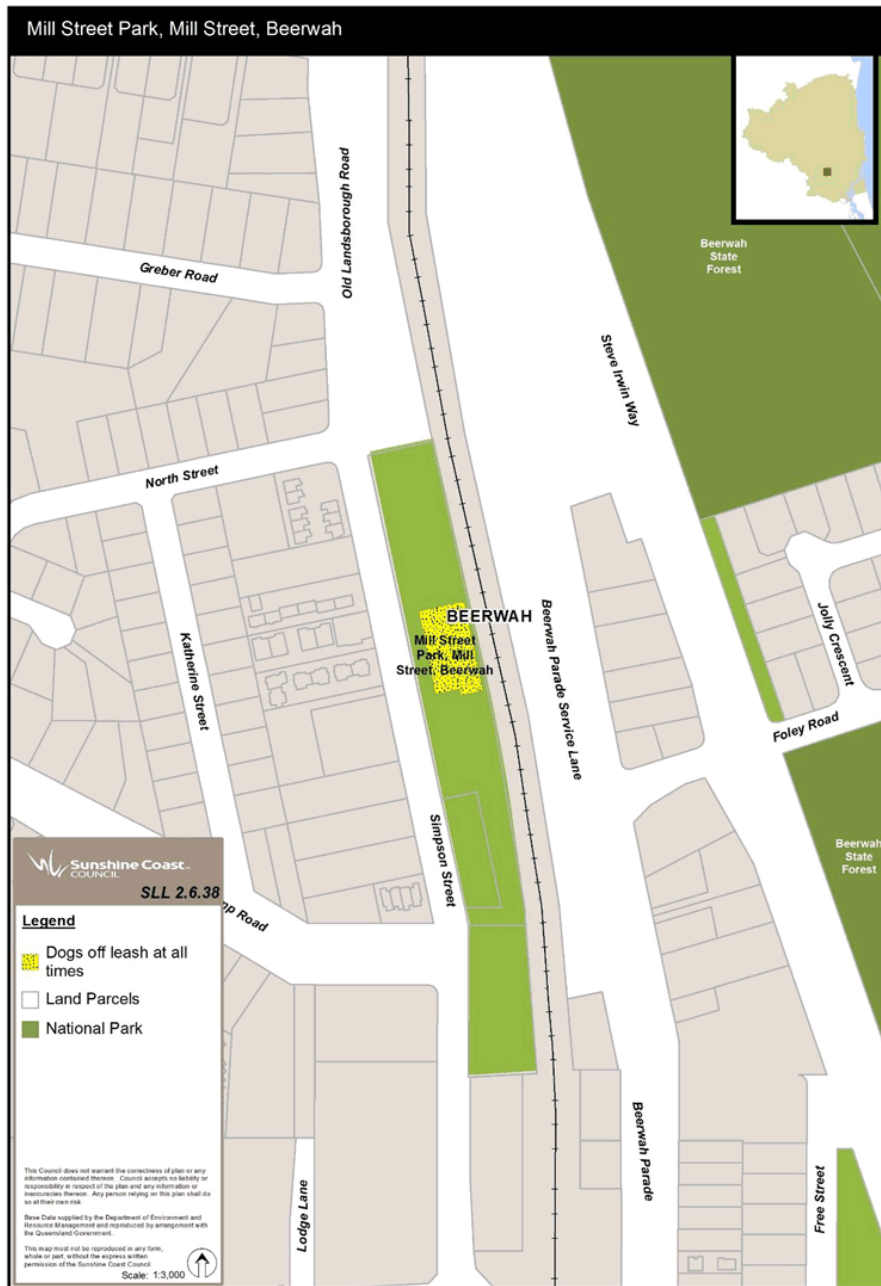 Mill Street Park, Mill Street, Beerwah
Old Landsborough Road
Greber Road
Beerwah
State
Forest
Steve Irwin Way
North Street
BEERWAH
Mill Street
Park, Mill
Street, Beerwah
Beerwah Parade Service Lane
Jolly Crescent
Katherine Street
Foley Road
Simpson Street
Beerwah
State
Forest
Sunshine Coast
COUNCIL
SLL 2.6.38
mp Road
Legend
Dogs off leash at all
times
Land Parcels
National Park
Beerwah Parade
Free Street
Lodge Lane
This Council does not warrant the correctness of plan or any
information contained thereon. Council accepts no liability or
responsibility in respect of the plan and any information or
inaccuracies thereon. Any person relying on this plan shall do
so at their own risk.
Base Data supplied by the Department of Environment and
Resource Management and reproduced by arrangement with
the Queensland Government.
This map must not be reproduced in any form,
whole or part, without the express written
permission of the Sunshine Coast Council.
Scale: 1:3,000